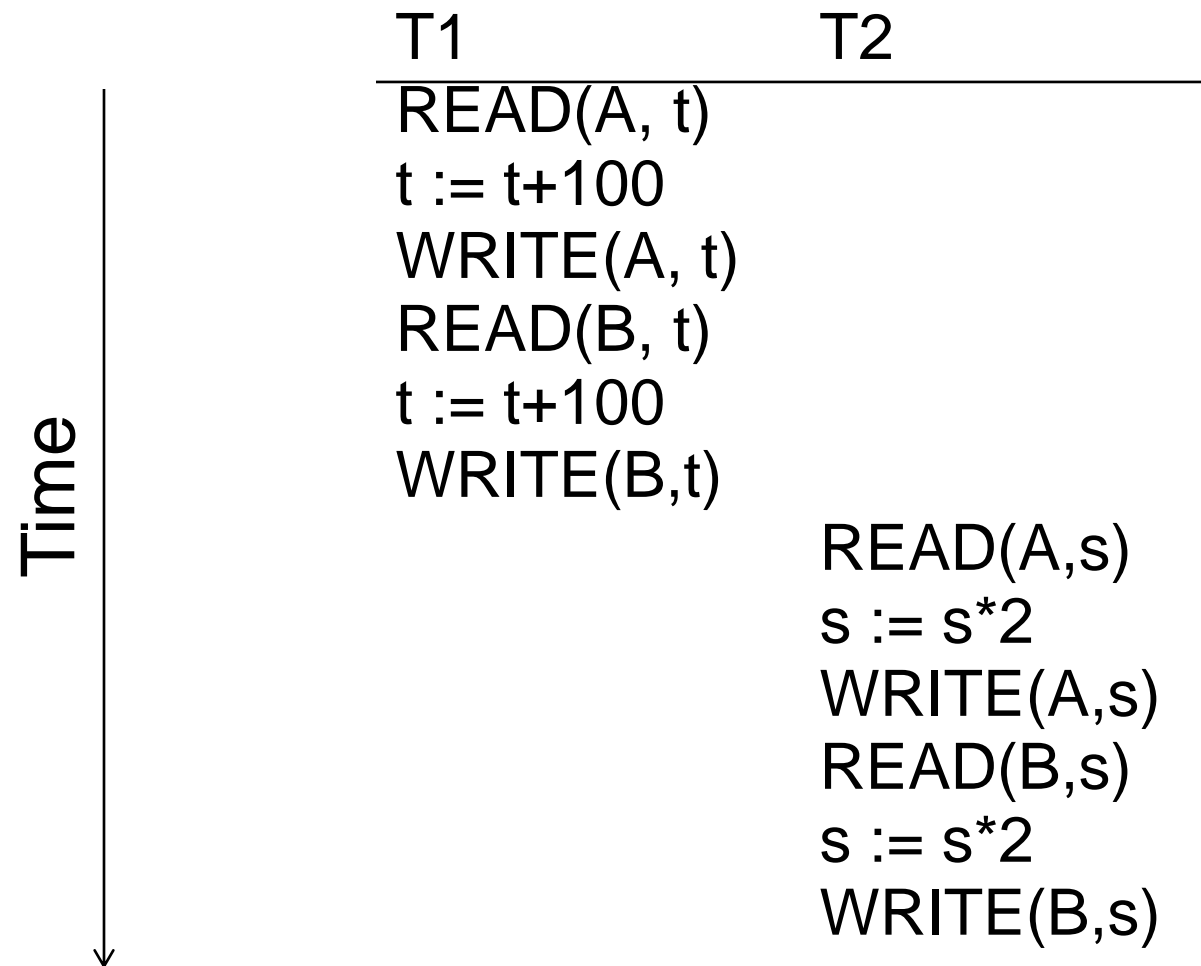 T1 T2
READ(A, t)
t := t+100
WRITE(A, t)
READ(B, t)
t := t+100
WRITE(B,t)
READ(A,s)
s := s*2
WRITE(A,s)
READ(B,s)
s := s*2
WRITE(B,s)
Time